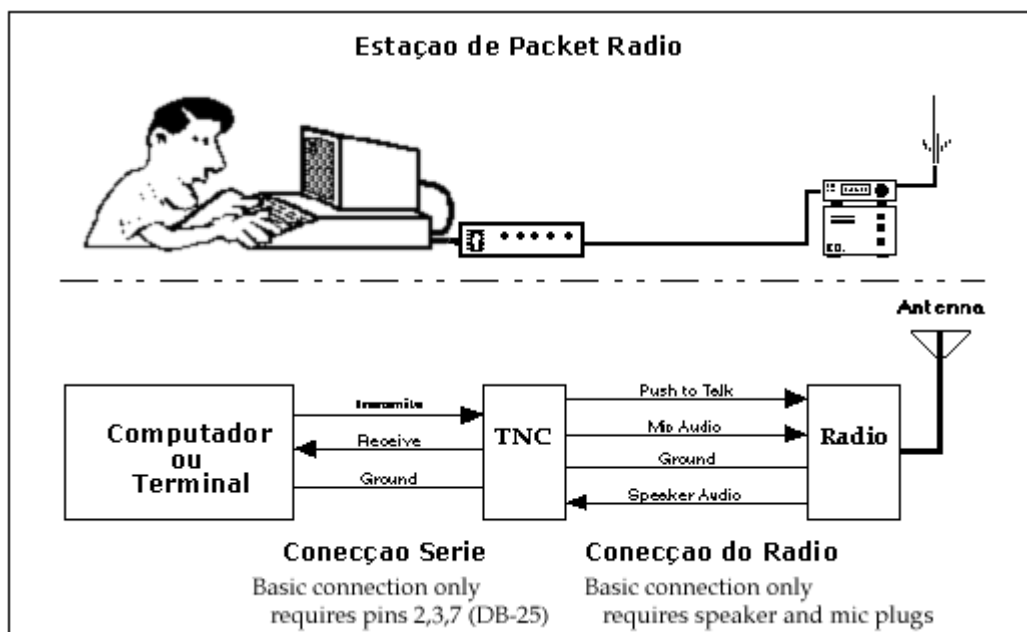 Estaçao de Packet Radio
Antenna
Computador
ou
Terminal
Transmite
Receive
Ground
TNC
Push to Talk
Mic Audio
Ground
Speaker Audio
Radio
Conecçao Serie
Basic connection only
requires pins 2,3,7 (DB-25)
Conecçao do Radio
Basic connection only
requires speaker and mic plugs